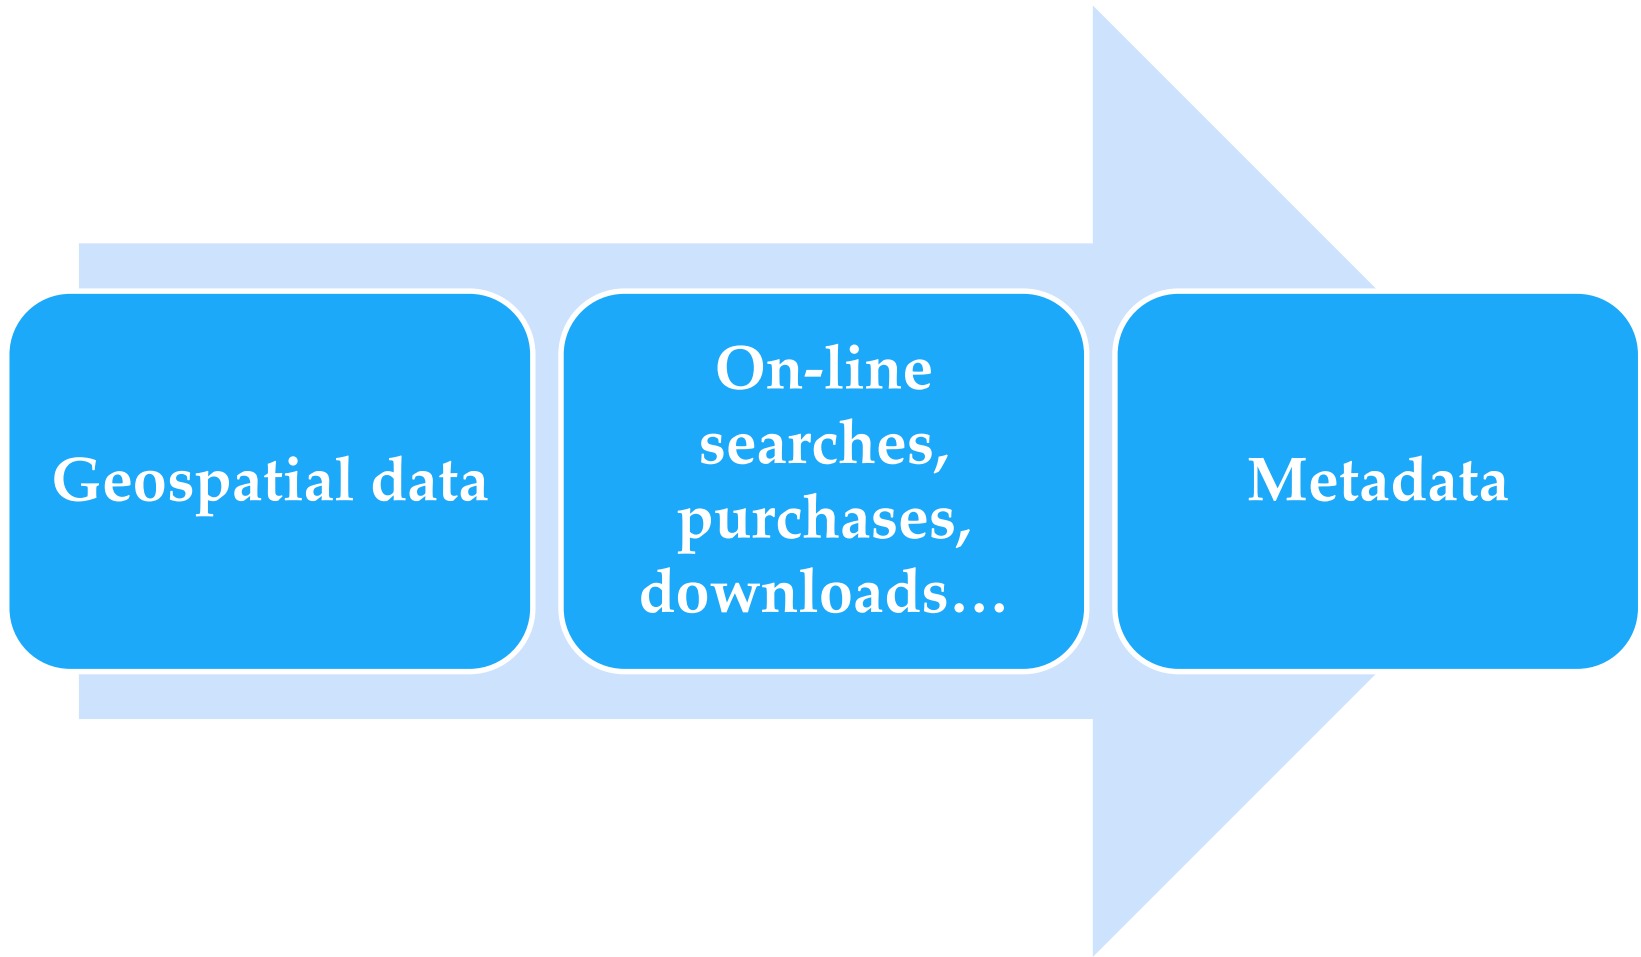 Geospatial data
On-line
searches,
purchases,
downloads…
Metadata